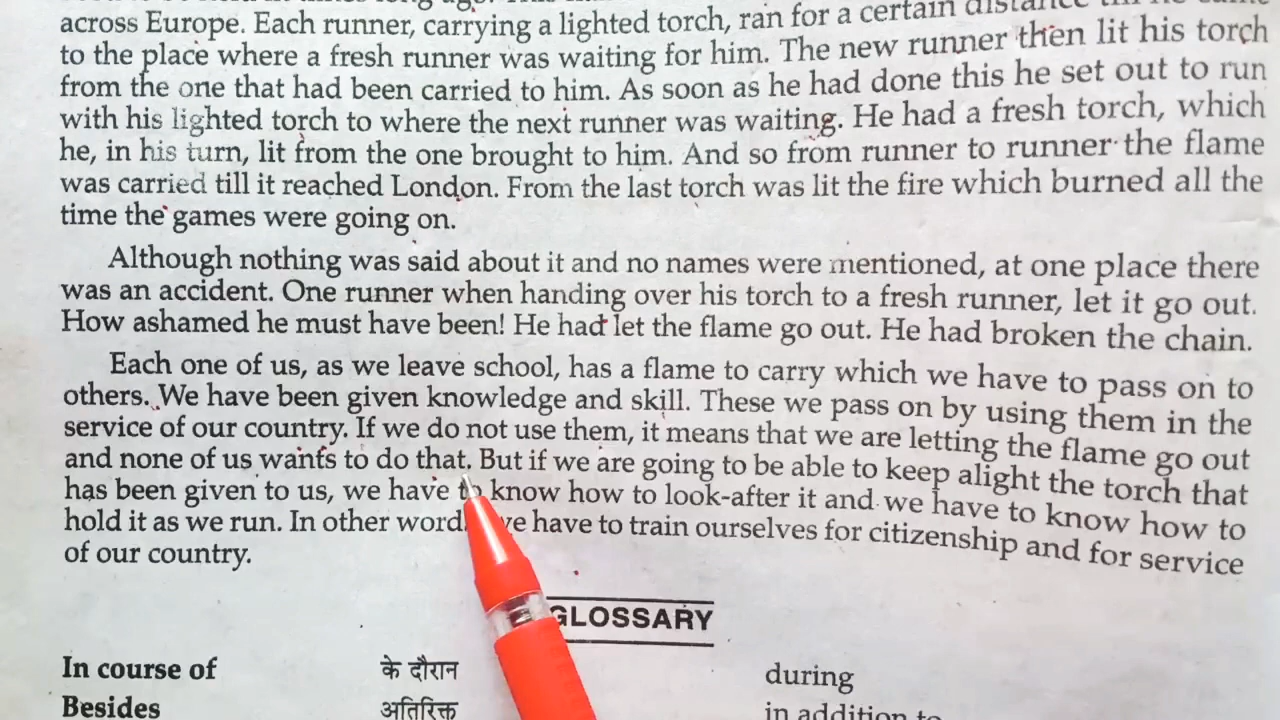 across Europe. Each runner, carrying a lighted torch, ran for a certain distance
to the place where a fresh runner was waiting for him. The new runner then lit his torch
from the one that had been carried to him. As soon as he had done this he set out to run
with his lighted torch to where the next runner was waiting. He had a fresh torch, which
he, in his turn, lit from the one brought to him. And so from runner to runner the flame
was carried till it reached London. From the last torch was lit the fire which burned all the
time the games were going on.
Although nothing was said about it and no names were mentioned, at one place there
was an accident. One runner when handing over his torch to a fresh runner, let it go out.
How ashamed he must have been! He had let the flame go out. He had broken the chain.
Each one of us, as we leave school, has a flame to carry which we have to pass on to
others. We have been given knowledge and skill. These we pass on by using them in the
service of our country. If we do not use them, it means that we are letting the flame go out
and none of us wants to do that. But if we are going to be able to keep alight the torch that
has been given to us, we have to know how to look-after it and we have to know how to
hold it as we run. In other word we have to train ourselves for citizenship and for service
of our country.
GLOSSARY
In course of के दौरान during
Besides अतिरिक्त in addition to